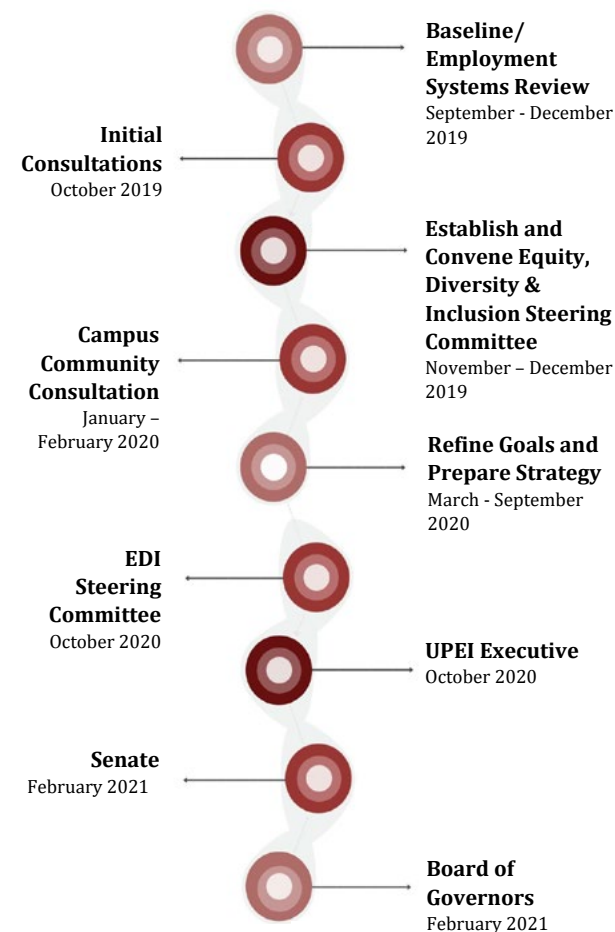 Baseline/
Employment
Systems Review
September - December
2019
Initial
Consultations
October 2019
Establish and
Convene Equity,
Diversity &
Inclusion Steering
Committee
November – December
2019
Campus
Community
Consultation
January –
February 2020
Refine Goals and
Prepare Strategy
March - September
2020
EDI
Steering
Committee
October 2020
UPEI Executive
October 2020
Senate
February 2021
Board of
Governors
February 2021